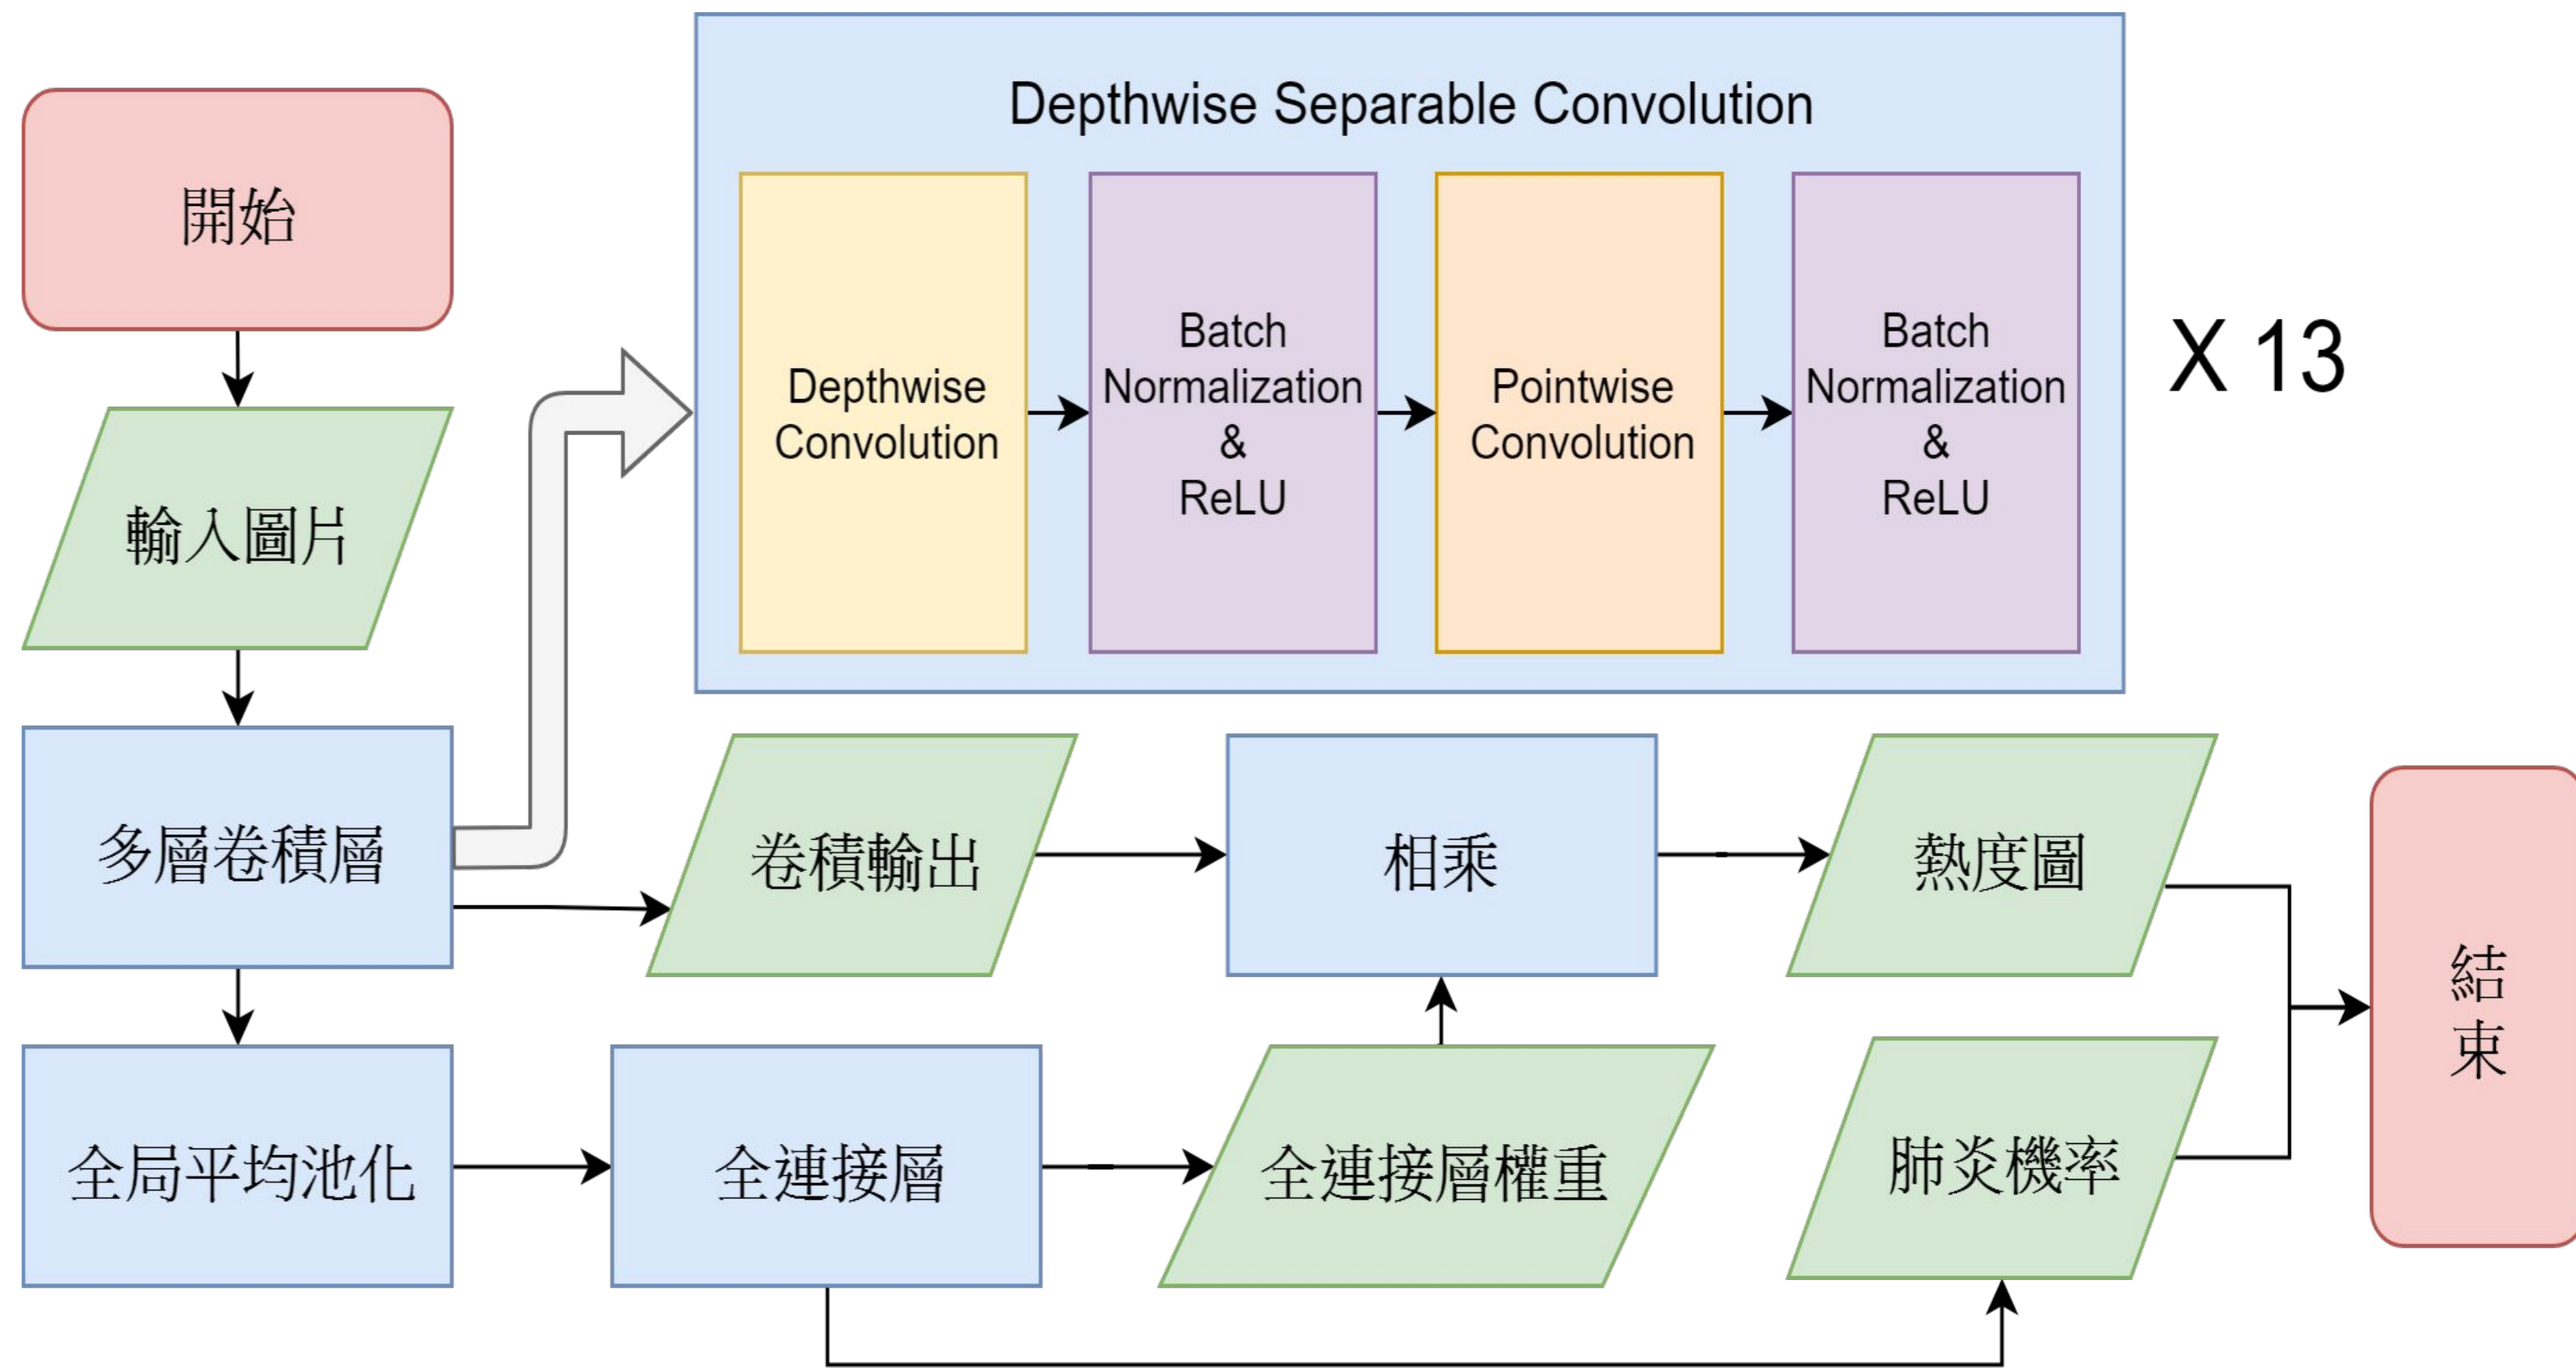 開始
輸入圖片
多層卷積層
全局平均池化
Depthwise Separable Convolution
Depthwise
Convolution
Batch
Normalization
&
ReLU
Pointwise
Convolution
Batch
Normalization
&
ReLU
X 13
卷積輸出
相乘
熱度圖
全連接層
全連接層權重
肺炎機率
結
束